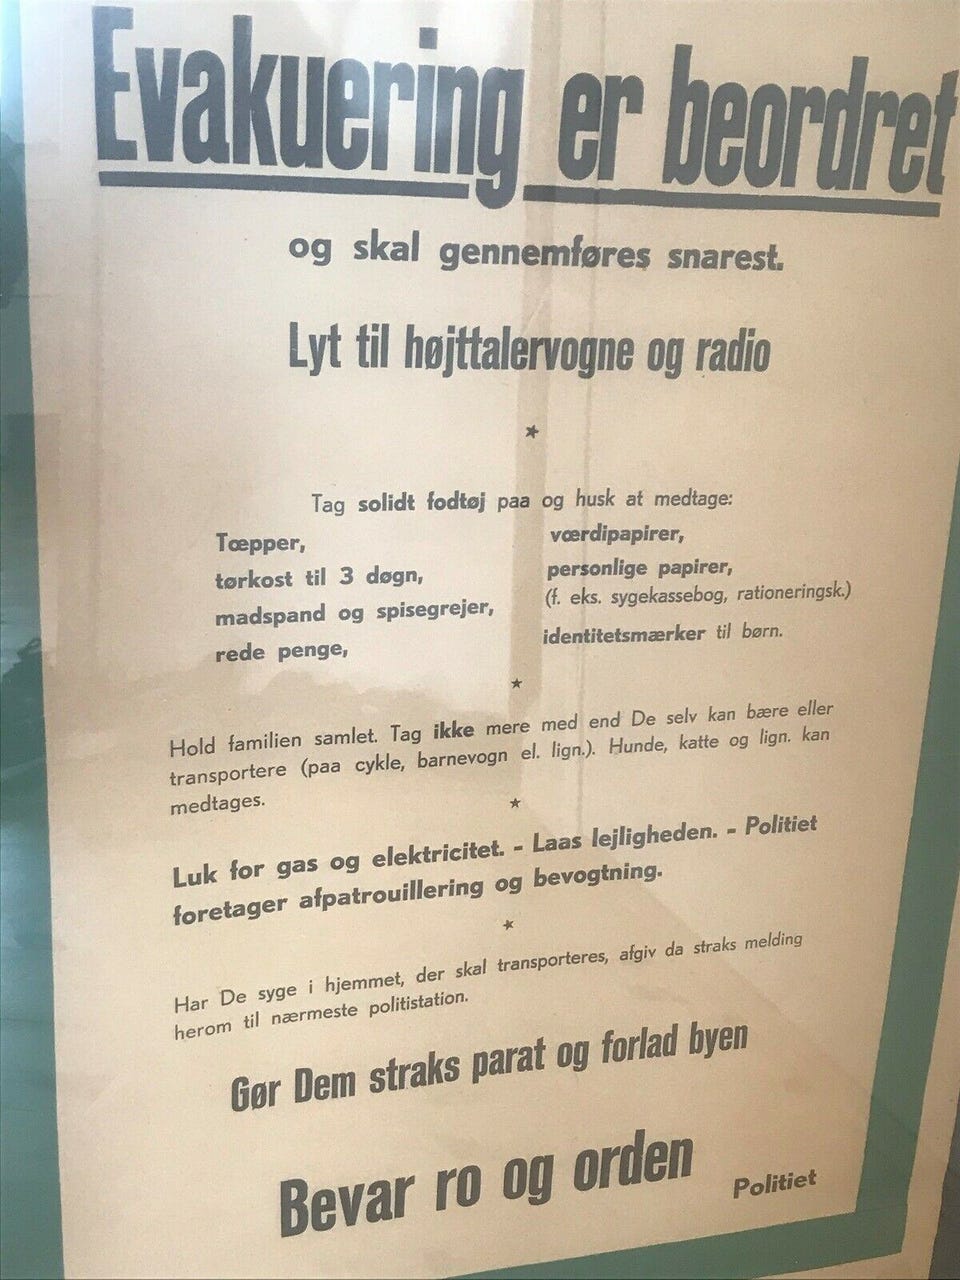 Evakuering er beordret
og skal gennemføres snarest.
Lyt til højttalervogne og radio
*
Tag solidt fodtøj paa og husk at medtage:
Tæpper,
tørkost til 3 døgn,
madspand og spisegrejer,
rede penge,
værdipapirer,
personlige papirer,
(f. eks. sygekassebog, rationeringsk.)
identitetsmærker til børn.
*
Hold familien samlet. Tag ikke mere med end De selv kan bære eller
transportere (paa cykle, barnevogn el. lign.). Hunde, katte og lign. kan
medtages.
*
Luk for gas og elektricitet. - Laas lejligheden. - Politiet
foretager afpatrouillering og bevogtning.
*
Har De syge i hjemmet, der skal transporteres, afgiv da straks melding
herom til nærmeste politistation.
Gør Dem straks parat og forlad byen
Bevar ro og orden
Politiet